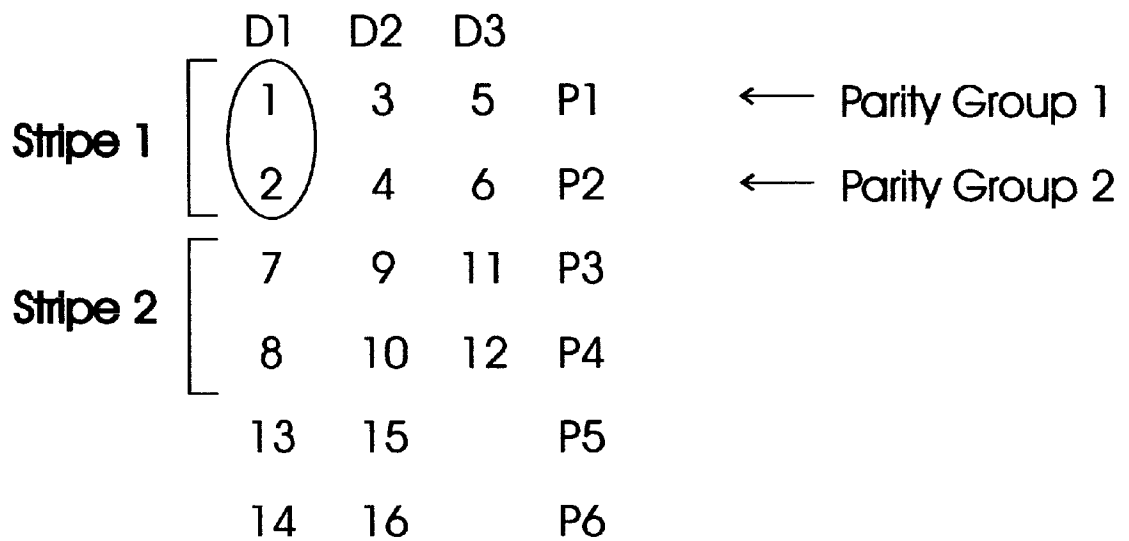 D1 D2 D3
1 3 5 P1 ← Parity Group 1
Stripe 1
2 4 6 P2 ← Parity Group 2
7 9 11 P3
Stripe 2
8 10 12 P4
13 15 P5
14 16 P6